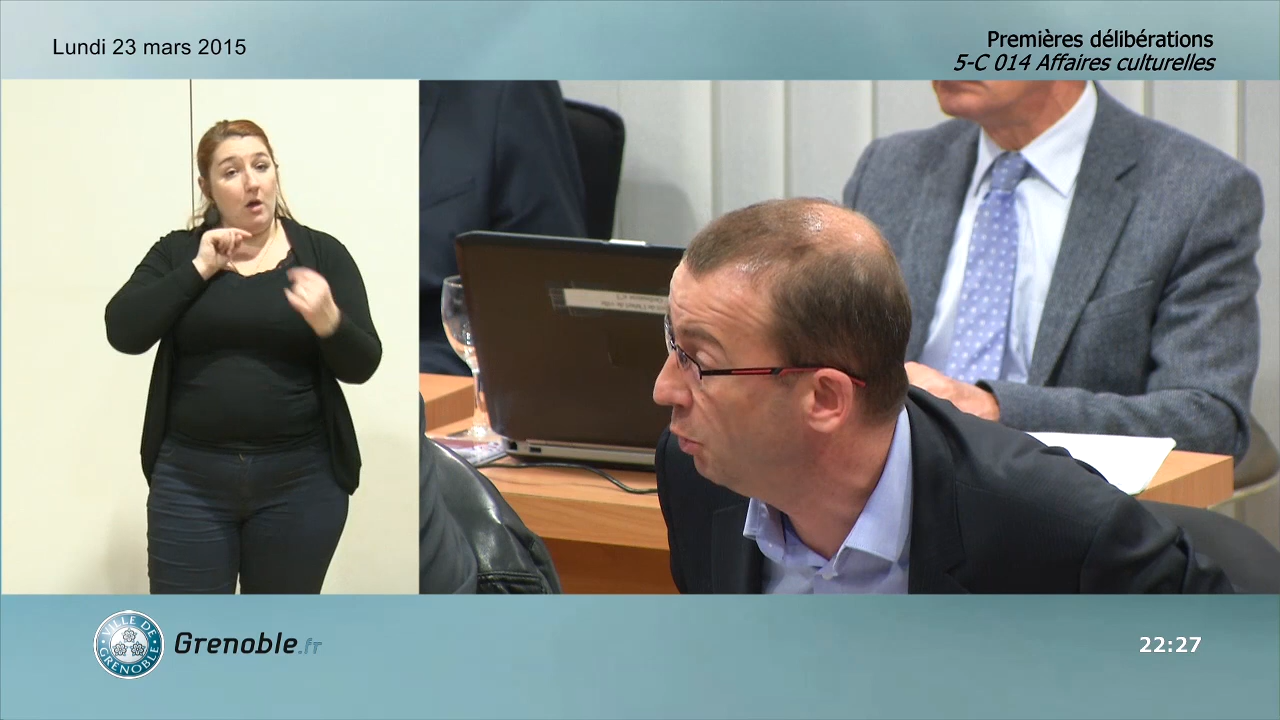 Lundi 23 mars 2015
Premières délibérations
5-C 014 Affaires culturelles
VILLE DE GRENOBLE
Grenoble.fr
22:27